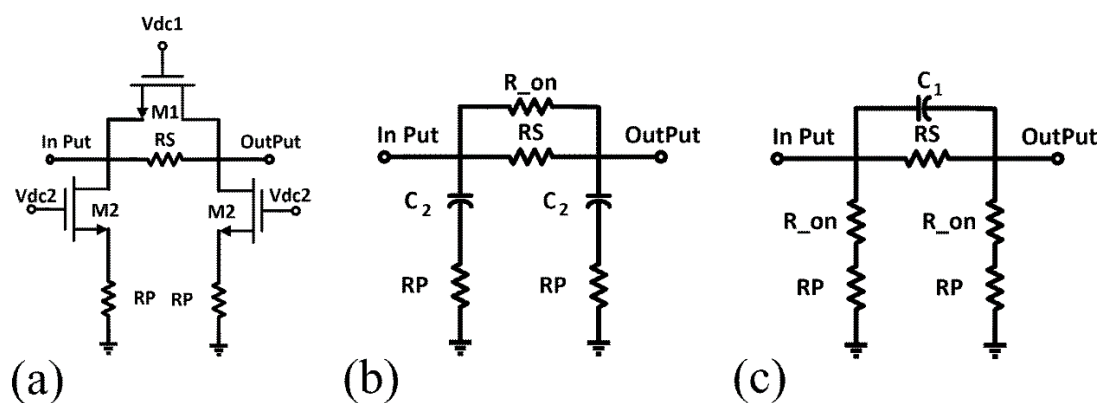 Vdc1
M1
In Put
RS
OutPut
Vdc2
M2
M2
Vdc2
RP
RP
(a)
R_on
In Put
RS
OutPut
C2
C2
RP
RP
(b)
C1
In Put
RS
OutPut
R_on
R_on
RP
RP
(c)